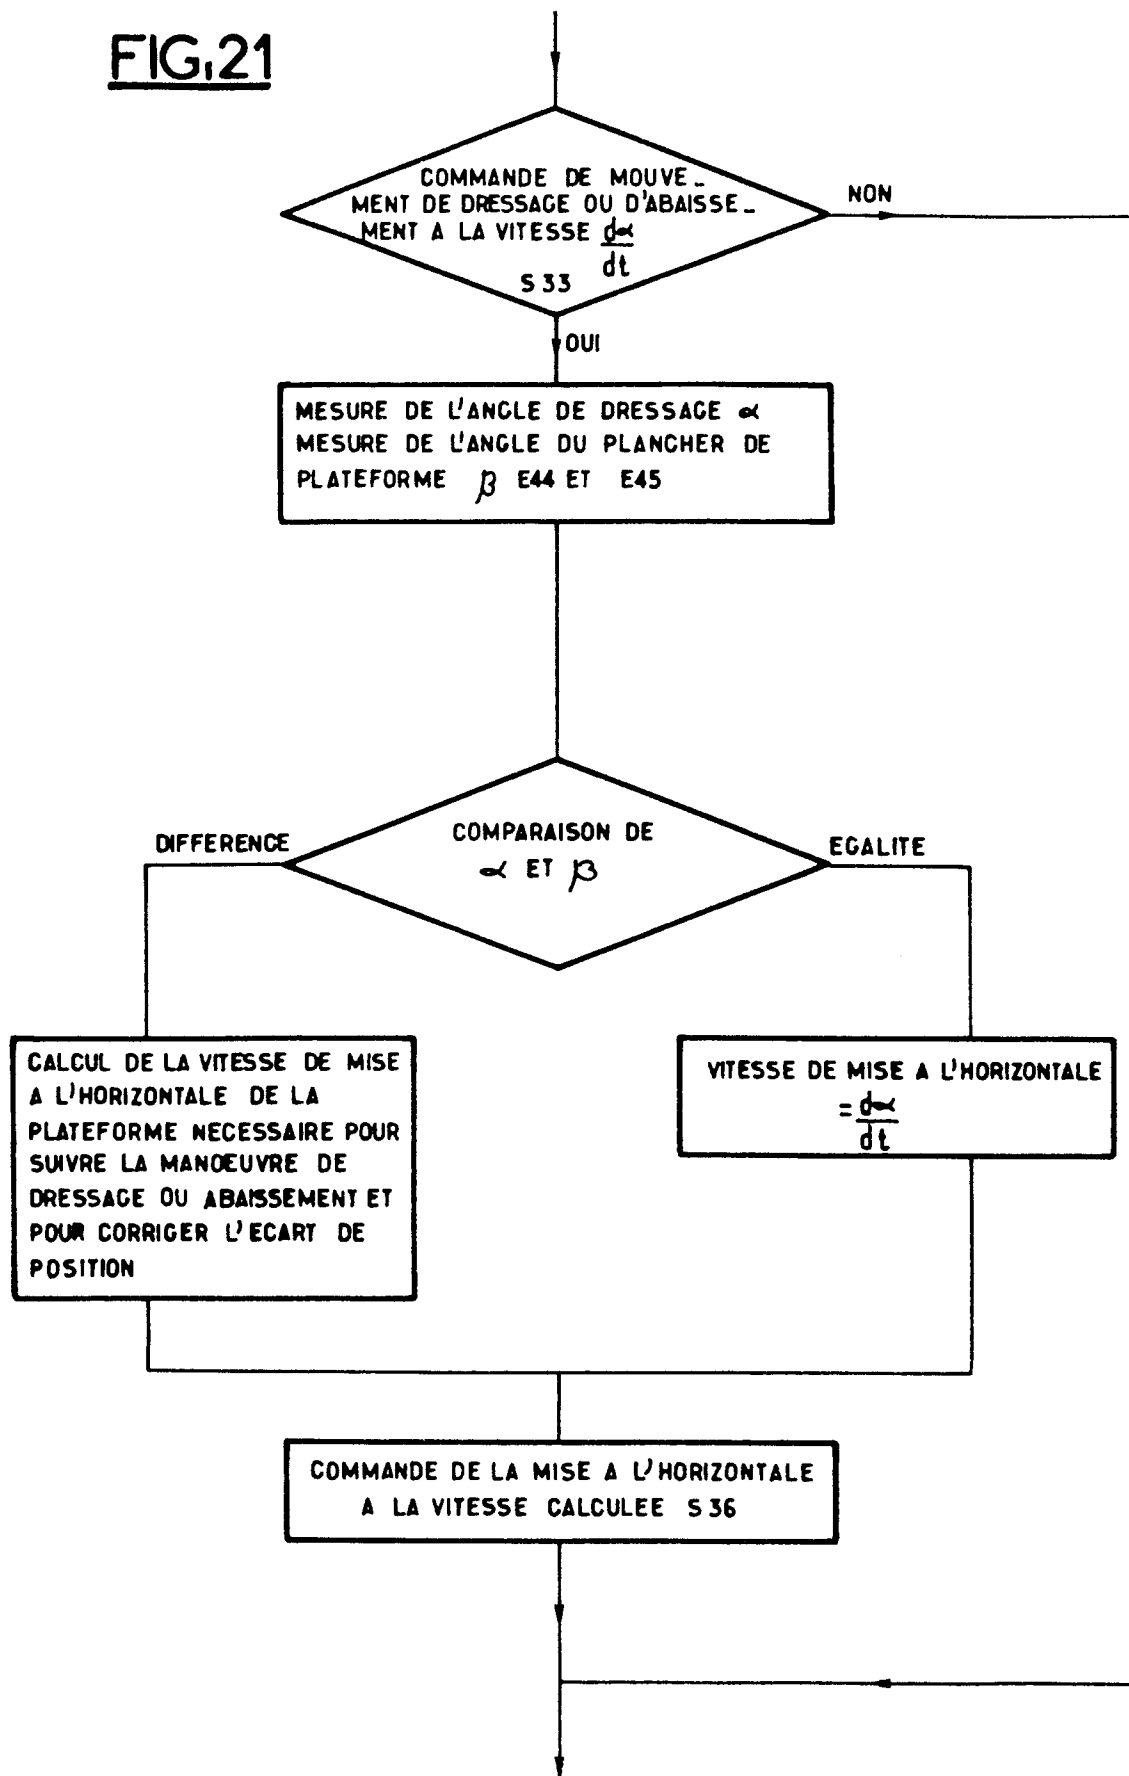 FIG.21
COMMANDE DE MOUVE_
MENT DE DRESSAGE OU D'ABAISSE_
MENT A LA VITESSE dα
dt
S 33
NON
OUI
MESURE DE L'ANGLE DE DRESSAGE α
MESURE DE L'ANGLE DU PLANCHER DE
PLATEFORME β E44 ET E45
DIFFERENCE
COMPARAISON DE
α ET β
EGALITE
CALCUL DE LA VITESSE DE MISE
A L'HORIZONTALE DE LA
PLATEFORME NECESSAIRE POUR
SUIVRE LA MANŒUVRE DE
DRESSAGE OU ABAISSEMENT ET
POUR CORRIGER L'ECART DE
POSITION
VITESSE DE MISE A L'HORIZONTALE
= dα
dt
COMMANDE DE LA MISE A L'HORIZONTALE
A LA VITESSE CALCULEE S 36